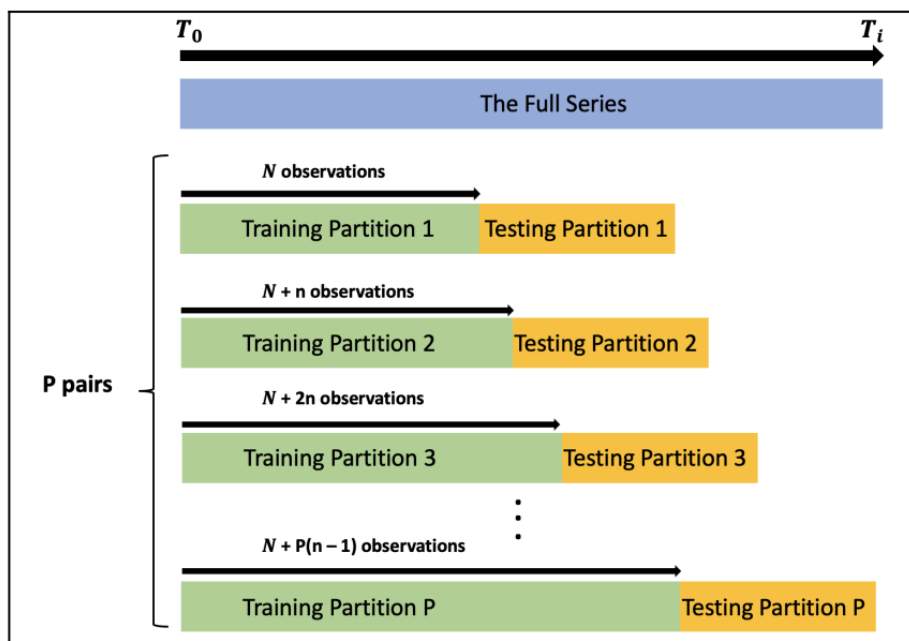 T₀ Tᵢ
The Full Series
N observations
Training Partition 1 Testing Partition 1
N + n observations
Training Partition 2 Testing Partition 2
P pairs
N + 2n observations
Training Partition 3 Testing Partition 3
N + P(n – 1) observations
Training Partition P Testing Partition P